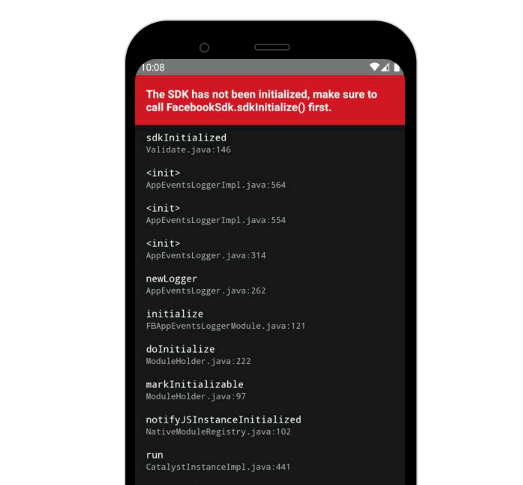 10:08
The SDK has not been initialized, make sure to
call FacebookSdk.sdkInitialize() first.
sdkInitialized
Validate.java:146
<init>
AppEventsLoggerImpl.java:564
<init>
AppEventsLoggerImpl.java:554
<init>
AppEventsLogger.java:314
newLogger
AppEventsLogger.java:262
initialize
FBAppEventsLoggerModule.java:121
doInitialize
ModuleHolder.java:222
markInitializable
ModuleHolder.java:97
notifyJSInstanceInitialized
NativeModuleRegistry.java:102
run
CatalystInstanceImpl.java:441